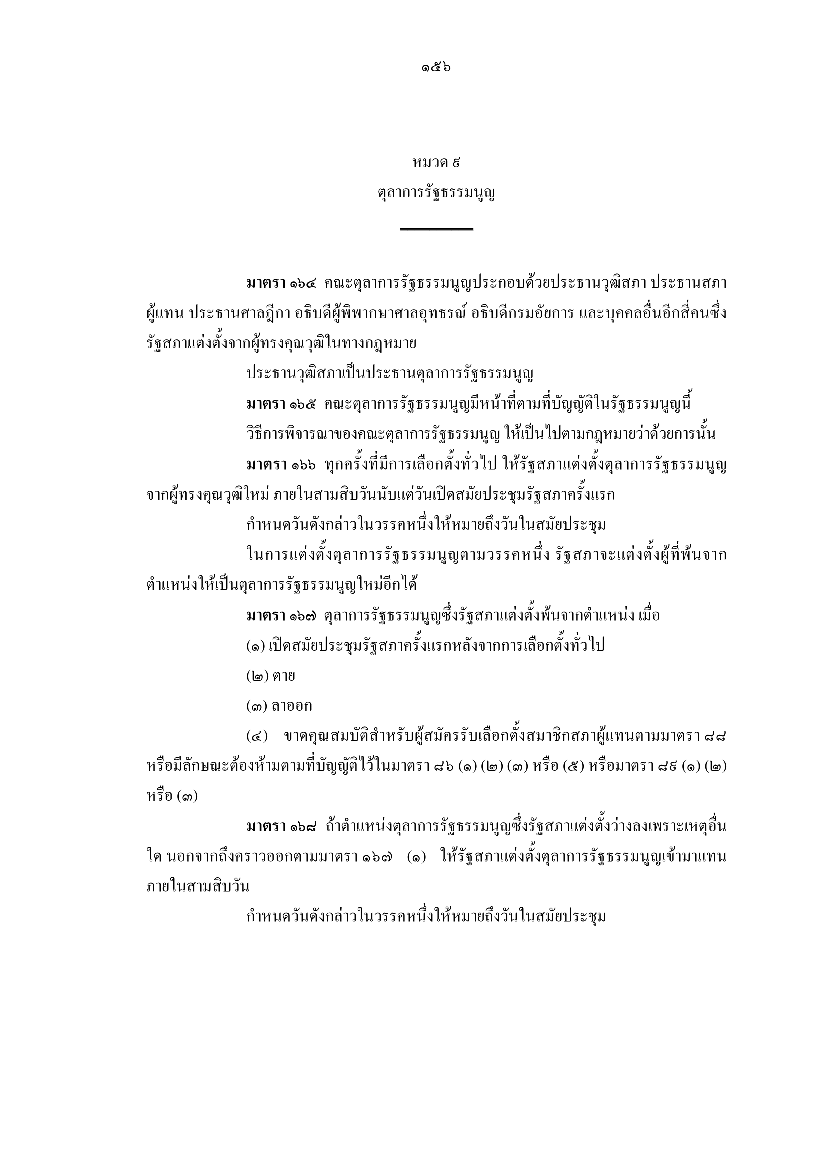 ๑๕๖
หมวด ๙
ตุลาการรัฐธรรมนูญ
มาตรา ๑๖๔ คณะตุลาการรัฐธรรมนูญประกอบด้วยประธานวุฒิสภา ประธานสภา
ผู้แทน ประธานศาลฎีกา อธิบดีผู้พิพากษาศาลอุทธรณ์ อธิบดีกรมอัยการ และบุคคลอื่นอีกสี่คนซึ่ง
รัฐสภาแต่งตั้งจากผู้ทรงคุณวุฒิในทางกฎหมาย
ประธานวุฒิสภาเป็นประธานตุลาการรัฐธรรมนูญ
มาตรา ๑๖๕ คณะตุลาการรัฐธรรมนูญมีหน้าที่ตามที่บัญญัติในรัฐธรรมนูญนี้
วิธีการพิจารณาของคณะตุลาการรัฐธรรมนูญ ให้เป็นไปตามกฎหมายว่าด้วยการนั้น
มาตรา ๑๖๖ ทุกครั้งที่มีการเลือกตั้งทั่วไป ให้รัฐสภาแต่งตั้งตุลาการรัฐธรรมนูญ
จากผู้ทรงคุณวุฒิใหม่ ภายในสามสิบวันนับแต่วันเปิดสมัยประชุมรัฐสภาครั้งแรก
กำหนดวันดังกล่าวในวรรคหนึ่งให้หมายถึงวันในสมัยประชุม
ในการแต่งตั้งตุลาการรัฐธรรมนูญตามวรรคหนึ่ง รัฐสภาจะแต่งตั้งผู้ที่พ้นจาก
ตำแหน่งให้เป็นตุลาการรัฐธรรมนูญใหม่อีกได้
มาตรา ๑๖๗ ตุลาการรัฐธรรมนูญซึ่งรัฐสภาแต่งตั้งพ้นจากตำแหน่ง เมื่อ
(๑) เปิดสมัยประชุมรัฐสภาครั้งแรกหลังจากการเลือกตั้งทั่วไป
(๒) ตาย
(๓) ลาออก
(๔) ขาดคุณสมบัติสำหรับผู้สมัครรับเลือกตั้งสมาชิกสภาผู้แทนตามมาตรา ๘๘
หรือมีลักษณะต้องห้ามตามที่บัญญัติไว้ในมาตรา ๘๖ (๑) (๒) (๓) หรือ (๕) หรือมาตรา ๘๙ (๑) (๒)
หรือ (๓)
มาตรา ๑๖๘ ถ้าตำแหน่งตุลาการรัฐธรรมนูญซึ่งรัฐสภาแต่งตั้งว่างลงเพราะเหตุอื่น
ใด นอกจากถึงคราวออกตามมาตรา ๑๖๗ (๑) ให้รัฐสภาแต่งตั้งตุลาการรัฐธรรมนูญเข้ามาแทน
ภายในสามสิบวัน
กำหนดวันดังกล่าวในวรรคหนึ่งให้หมายถึงวันในสมัยประชุม